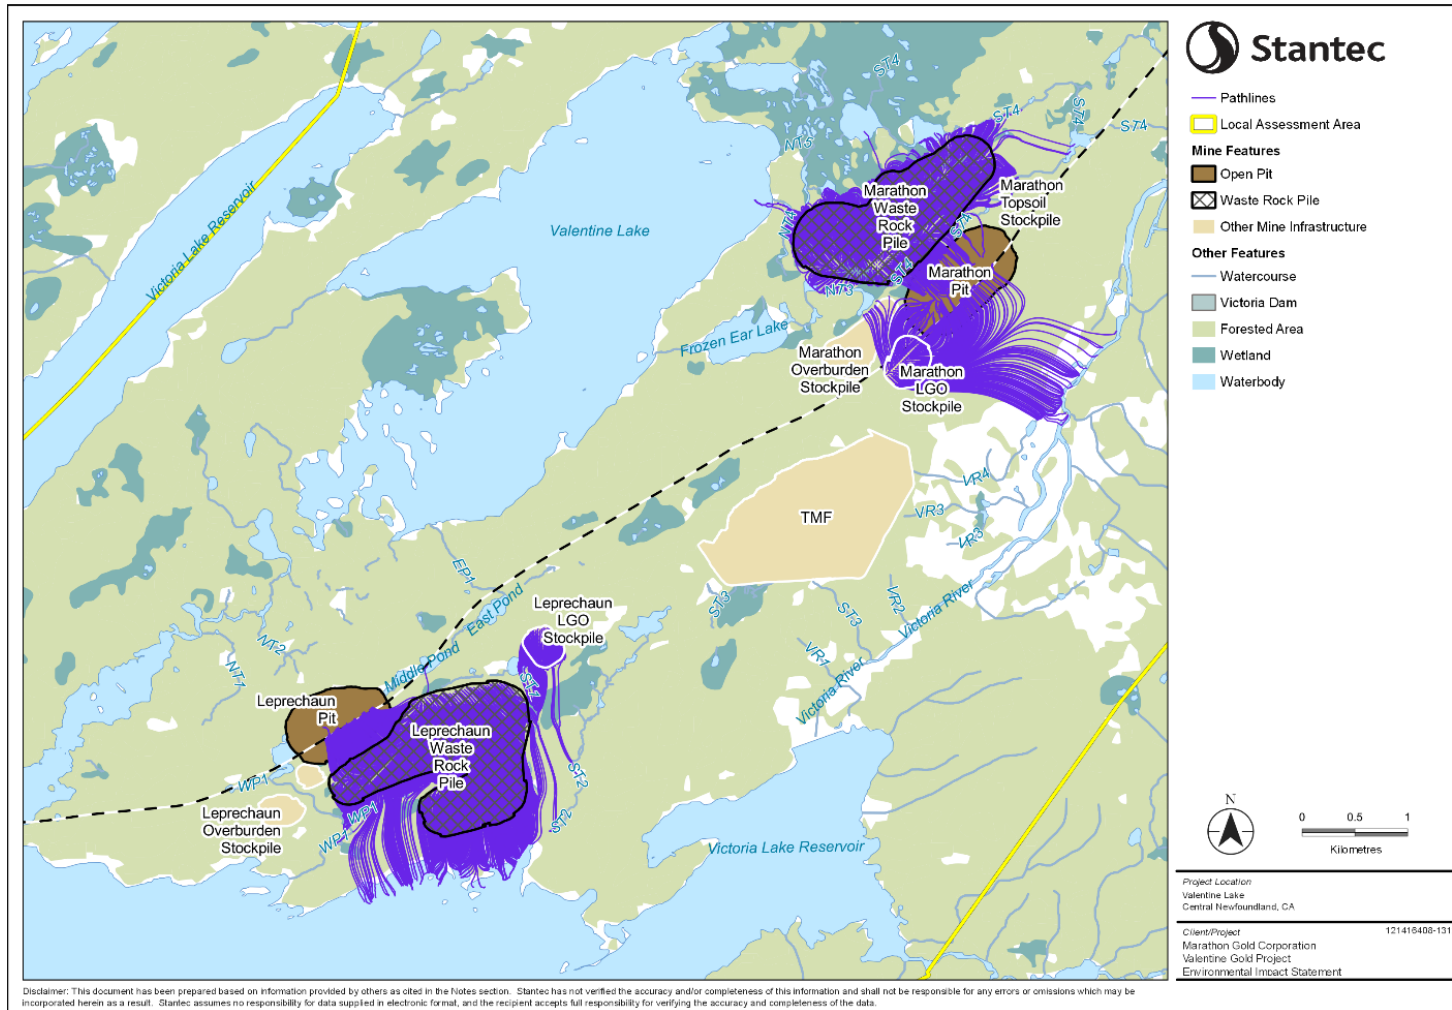 Stantec
Pathlines
Local Assessment Area
Mine Features
Open Pit
Waste Rock Pile
Other Mine Infrastructure
Other Features
Watercourse
Victoria Dam
Forested Area
Wetland
Waterbody
ST4
ST4
ST4
ST4
NT5
Marathon
Waste
Rock
Pile
Marathon
Topsoil
Stockpile
Victoria Lake Reservoir
Valentine Lake
NT4
ST4
ST4
Marathon
Pit
NT3
Frozen Ear Lake
Marathon
Overburden
Stockpile
Marathon
LGO
Stockpile
VR4
TMF
VR3
VR3
EP1
East Pond
Leprechaun
LGO
Stockpile
ST3
ST3
VR2
Victoria River
NT2
NT1
Middle Pond
VR1
Victoria River
ST1
Leprechaun
Pit
Leprechaun
Waste
Rock
Pile
WP1
ST2
Leprechaun
Overburden
Stockpile
WP1
WP1
ST2
Victoria Lake Reservoir
N
0 0.5 1
Kilometres
Project Location
Valentine Lake
Central Newfoundland, CA
Client/Project 121416408-131
Marathon Gold Corporation
Valentine Gold Project
Environmental Impact Statement
Disclaimer: This document has been prepared based on information provided by others as cited in the Notes section. Stantec has not verified the accuracy and/or completeness of this information and shall not be responsible for any errors or omissions which may be
incorporated herein as a result. Stantec assumes no responsibility for data supplied in electronic format, and the recipient accepts full responsibility for verifying the accuracy and completeness of the data.